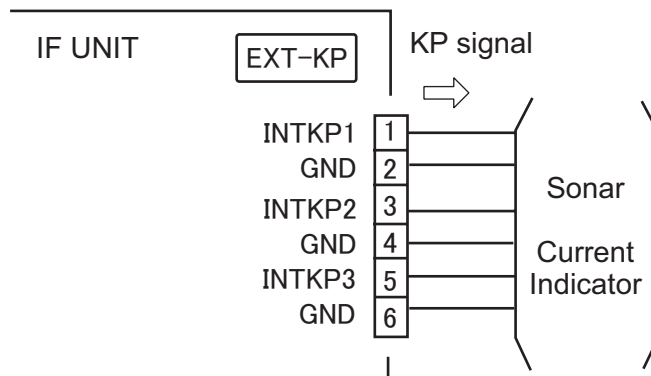 IF UNIT
EXT-KP
KP signal
INTKP1 1
GND 2
INTKP2 3
GND 4
INTKP3 5
GND 6
Sonar
Current
Indicator